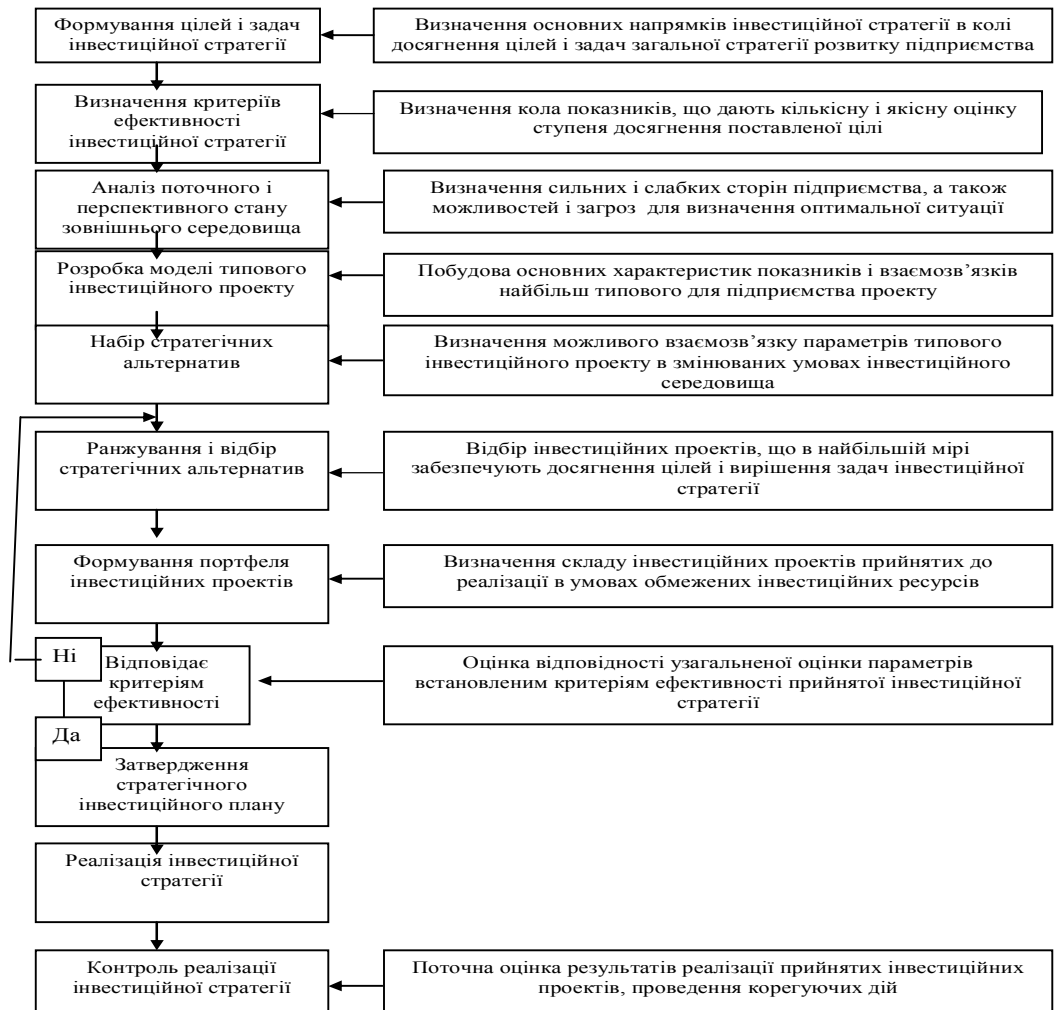 Формування цілей і задач
інвестиційної стратегії
Визначення основних напрямків інвестиційної стратегії в колі
досягнення цілей і задач загальної стратегії розвитку підприємства
Визначення критеріїв
ефективності
інвестиційної стратегії
Визначення кола показників, що дають кількісну і якісну оцінку
ступеня досягнення поставленої цілі
Аналіз поточного і
перспективного стану
зовнішнього середовища
Визначення сильних і слабких сторін підприємства, а також
можливостей і загроз для визначення оптимальної ситуації
Розробка моделі типового
інвестиційного проекту
Побудова основних характеристик показників і взаємозв’язків
найбільш типового для підприємства проекту
Набір стратегічних
альтернатив
Визначення можливого взаємозв’язку параметрів типового
інвестиційного проекту в змінюваних умовах інвестиційного
середовища
Ранжування і відбір
стратегічних альтернатив
Відбір інвестиційних проектів, що в найбільшій мірі
забезпечують досягнення цілей і вирішення задач інвестиційної
стратегії
Формування портфеля
інвестиційних проектів
Визначення складу інвестиційних проектів прийнятих до
реалізації в умовах обмежених інвестиційних ресурсів
Ні
Відповідає
критеріям
ефективності
Оцінка відповідності узагальненої оцінки параметрів
встановленим критеріям ефективності прийнятої інвестиційної
стратегії
Да
Затвердження
стратегічного
інвестиційного плану
Реалізація інвестиційної
стратегії
Контроль реалізації
інвестиційної стратегії
Поточна оцінка результатів реалізації прийнятих інвестиційних
проектів, проведення корегуючих дій